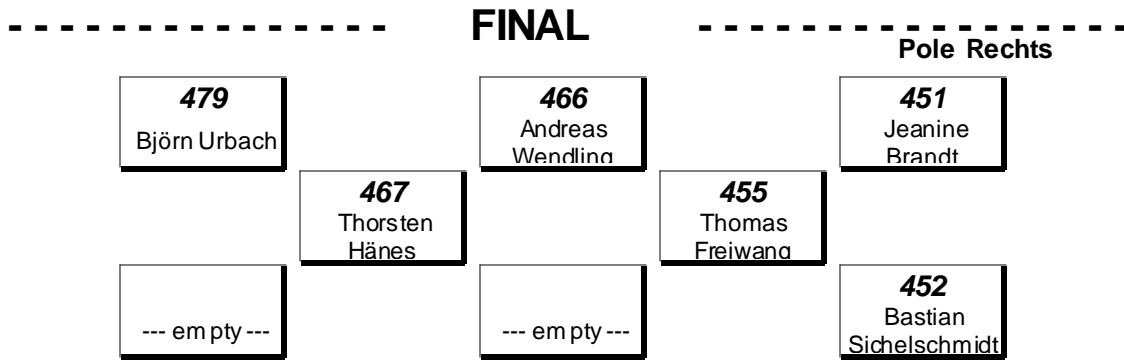 - - - - - - - - - - - - - - - - FINAL - - - - - - - - - - - - - - - - - -
Pole Rechts
479
Björn Urbach
466
Andreas
Wendling
451
Jeanine
Brandt
467
Thorsten
Hänes
455
Thomas
Freiwang
--- empty ---
--- empty ---
452
Bastian
Sichelschmidt